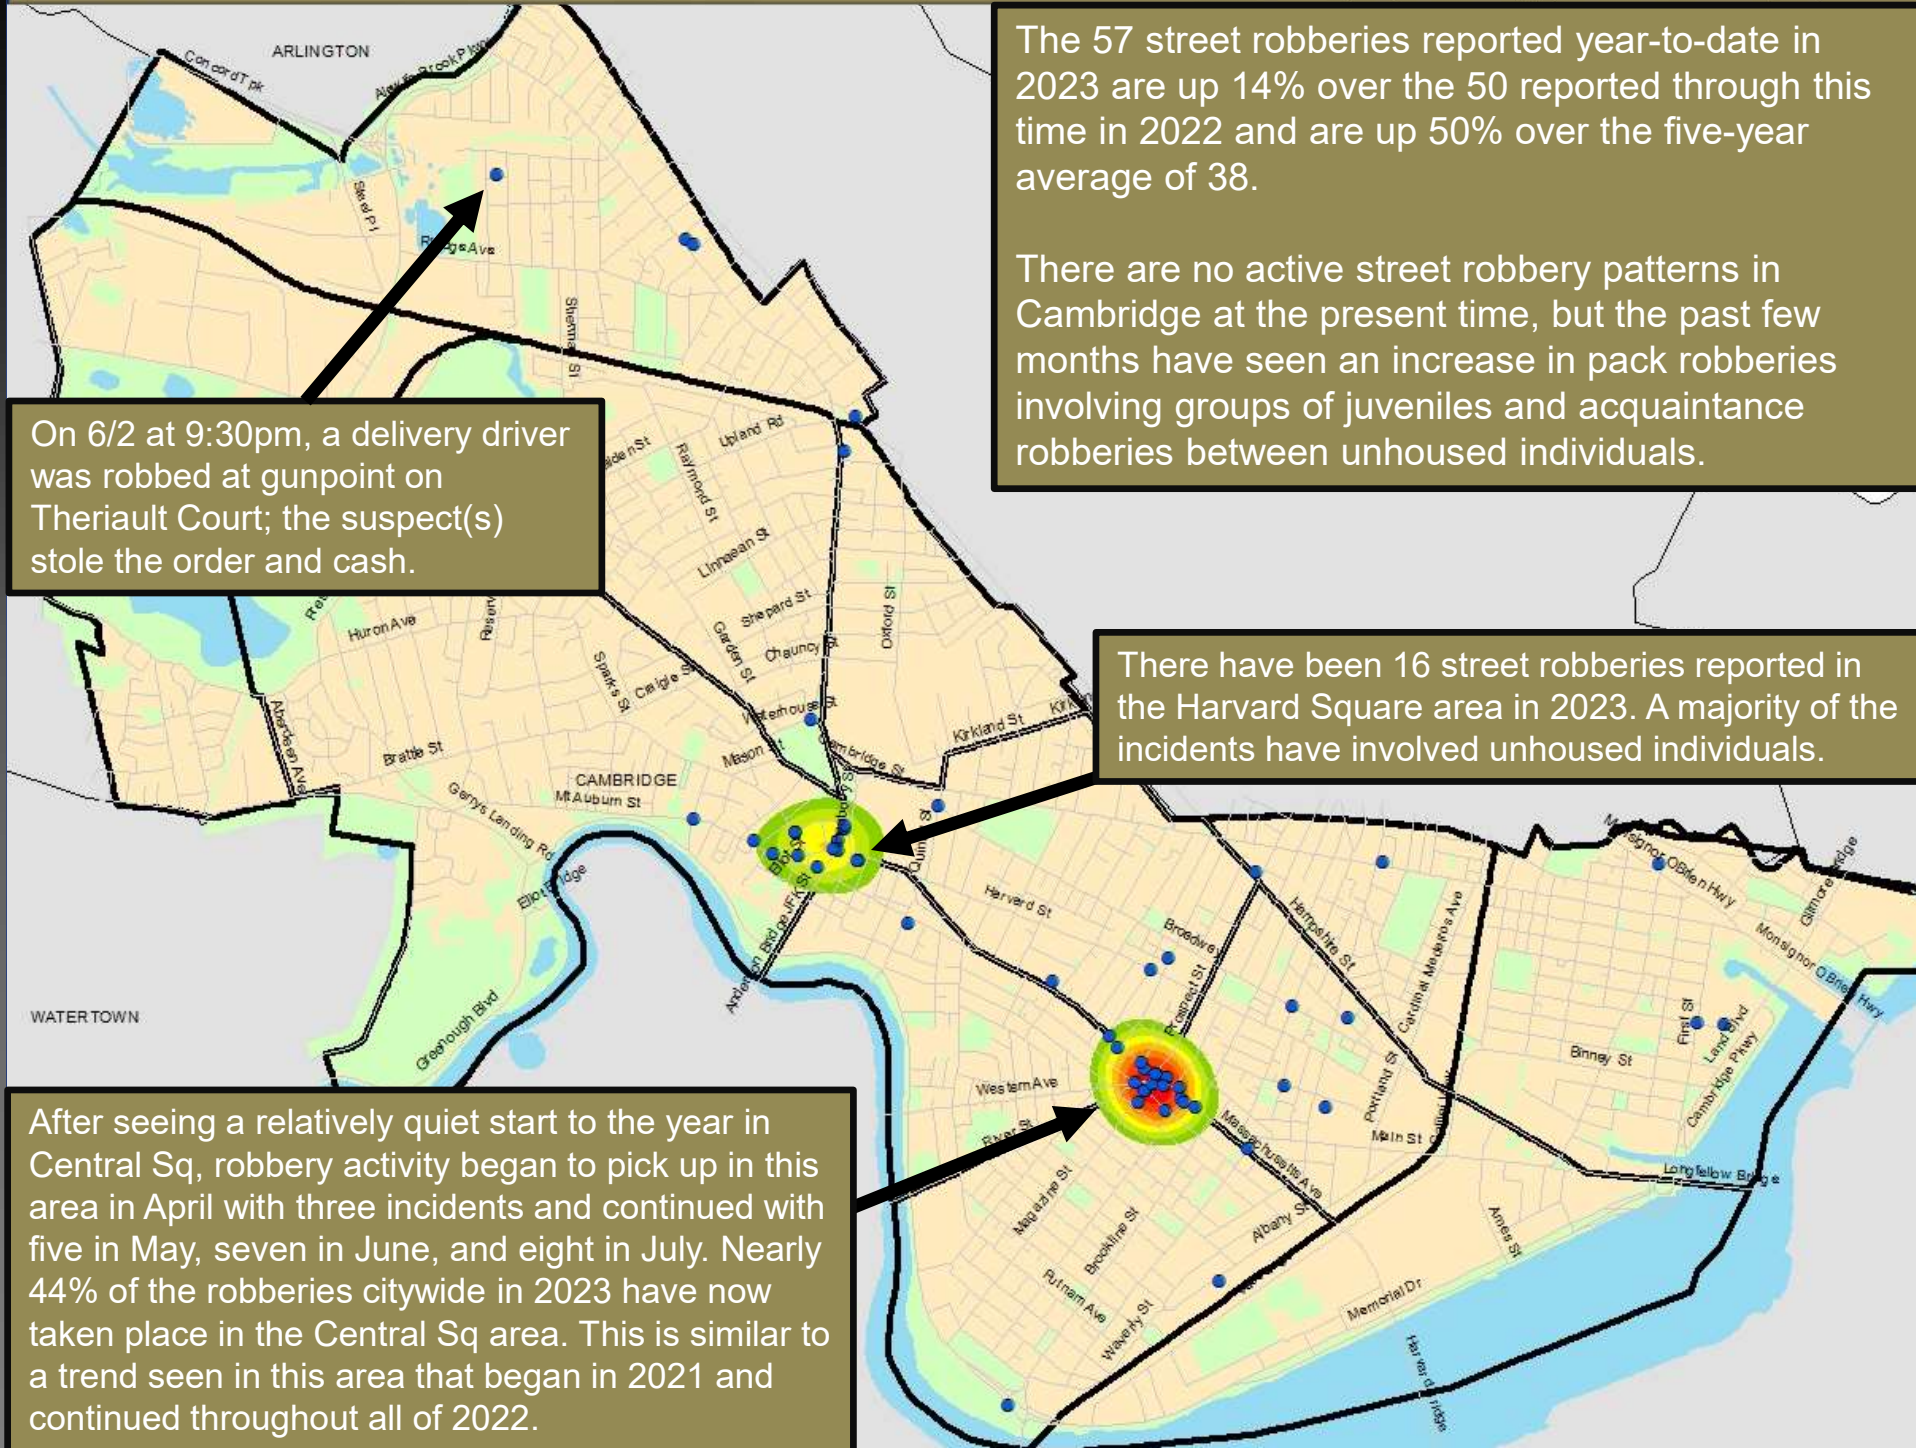 ARLINGTON
Concord Tpk
The 57 street robberies reported year-to-date in
2023 are up 14% over the 50 reported through this
time in 2022 and are up 50% over the five-year
average of 38.
There are no active street robbery patterns in
Cambridge at the present time, but the past few
months have seen an increase in pack robberies
involving groups of juveniles and acquaintance
robberies between unhoused individuals.
Sherman St
On 6/2 at 9:30pm, a delivery driver
was robbed at gunpoint on
Theriault Court; the suspect(s)
stole the order and cash.
Upland Rd
Raymond St
Linnaean St
Shepard St
Oxford St
Garden St
Chauncy St
Huron Ave
Sparks St
Craigie St
Waterhouse St
Kirkland St
There have been 16 street robberies reported in
the Harvard Square area in 2023. A majority of the
incidents have involved unhoused individuals.
Aberdeen Ave
Brattle St
Mason St
Cambridge St
CAMBRIDGE
Mt Auburn St
Gerrys Landing Rd
Eliot Bridge
Eliot St
JFK St
Anderson Bridge
Harvard St
Broadway
Prospect St
Hampshire St
Cardinal Medeiros Ave
Monsignor OBrien Hwy
Gilmore Bridge
Monsignor OBrien Hwy
WATERTOWN
Greenough Blvd
First St
Land Blvd
Binney St
Cambridge Pkwy
Western Ave
River St
Portland St
Main St
Massachusetts Ave
Longfellow Bridge
Magazine St
Brookline St
Albany St
Ames St
Putnam Ave
Waverly St
Memorial Dr
After seeing a relatively quiet start to the year in
Central Sq, robbery activity began to pick up in this
area in April with three incidents and continued with
five in May, seven in June, and eight in July. Nearly
44% of the robberies citywide in 2023 have now
taken place in the Central Sq area. This is similar to
a trend seen in this area that began in 2021 and
continued throughout all of 2022.